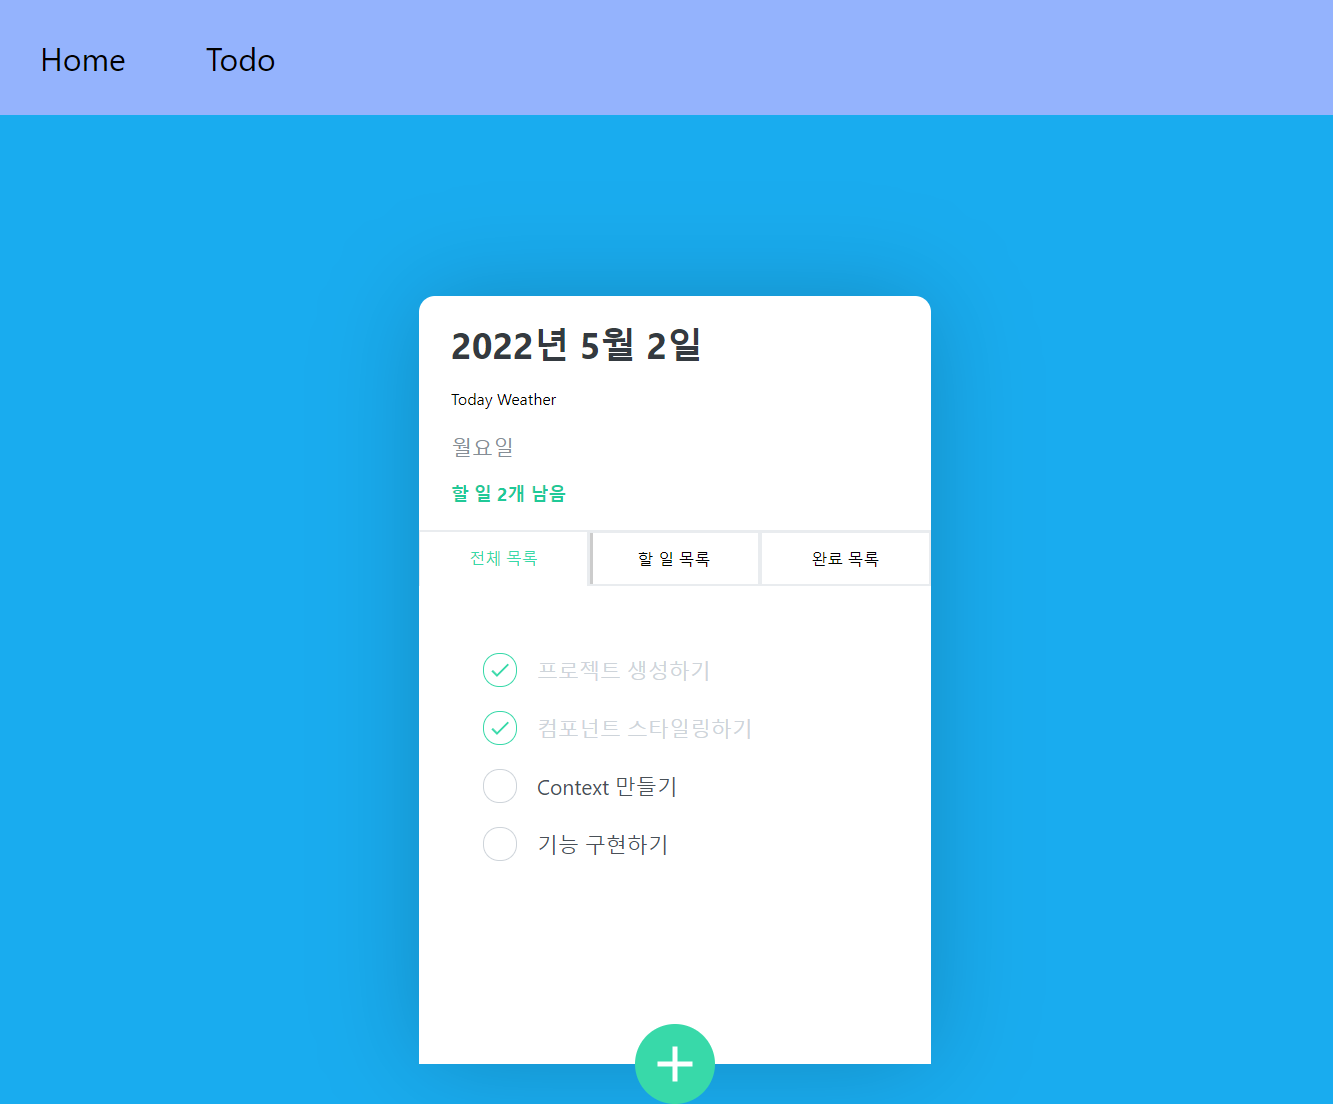 Home Todo
2022년 5월 2일
Today Weather
월요일
할 일 2개 남음
전체 목록 할 일 목록 완료 목록
프로젝트 생성하기
컴포넌트 스타일링하기
Context 만들기
기능 구현하기